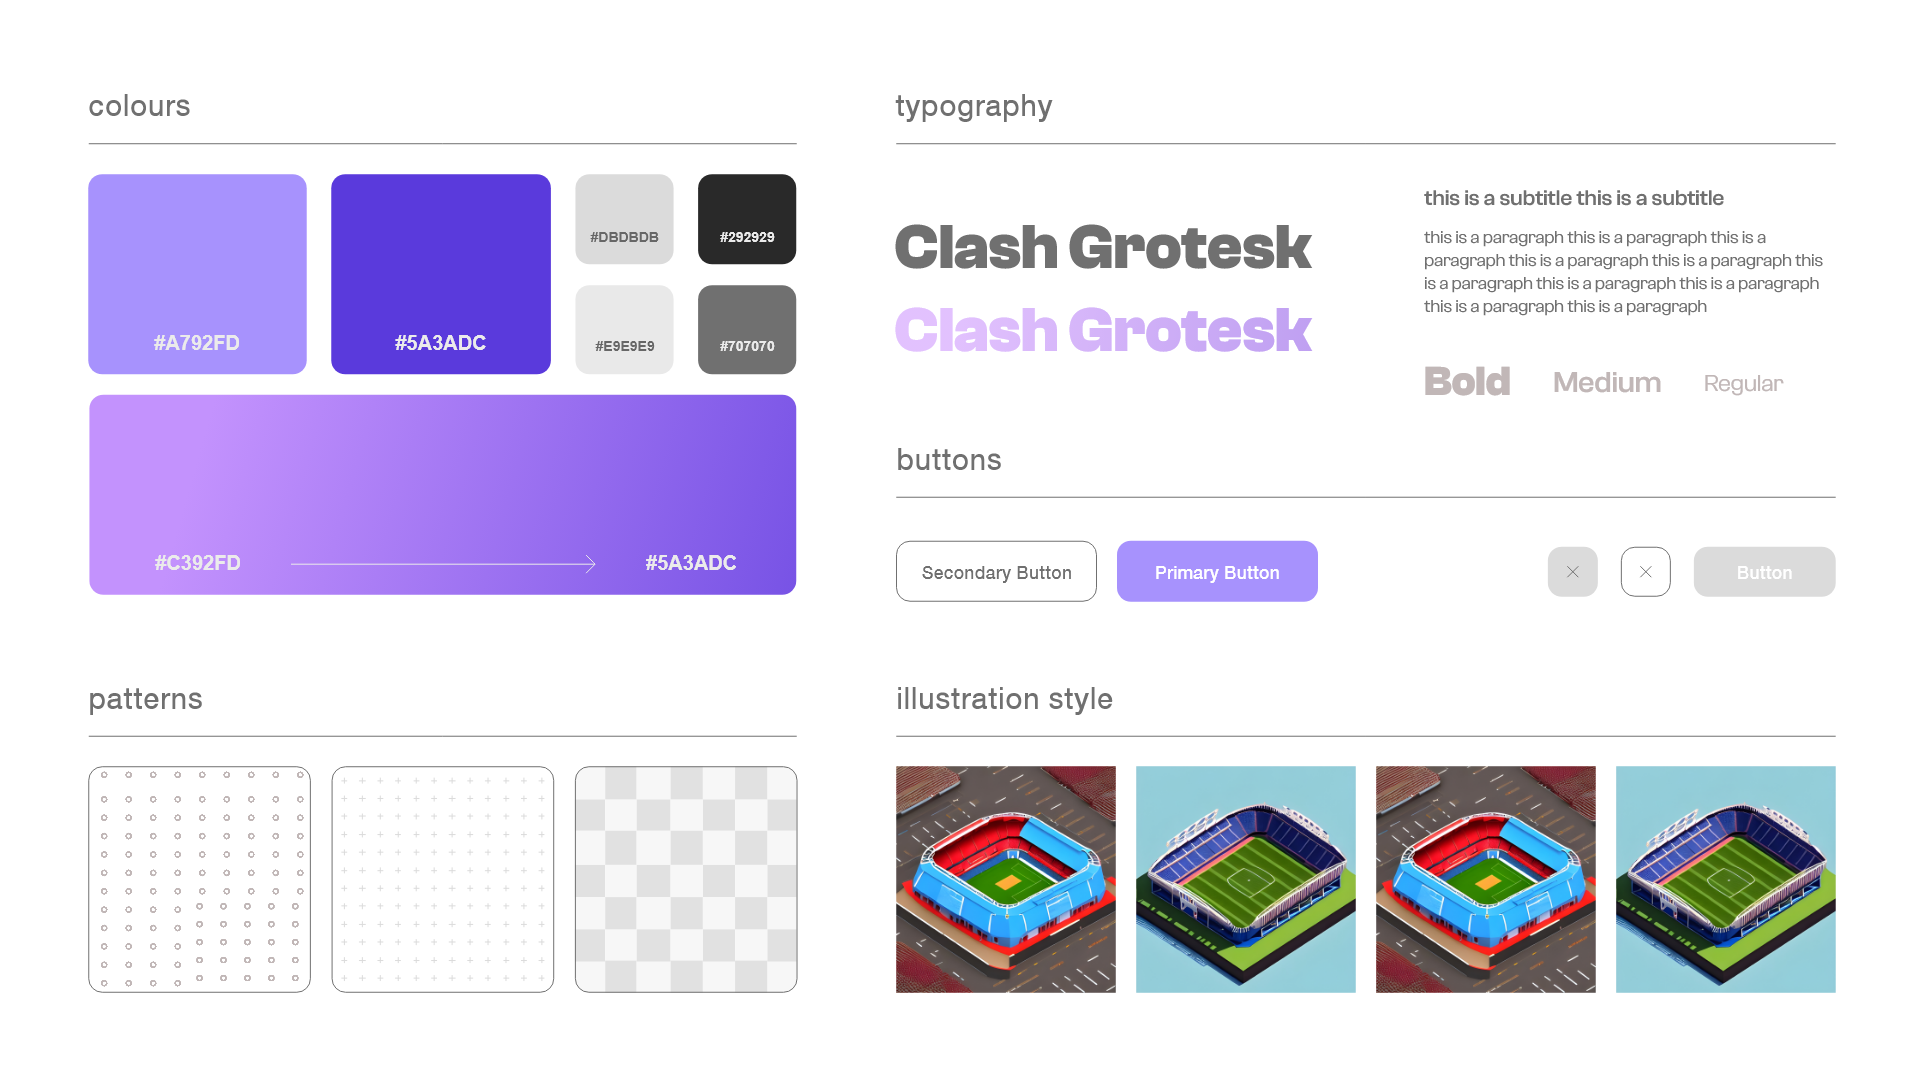 colours
#A792FD
#5A3ADC
#DBDBDB
#292929
#E9E9E9
#707070
#C392FD
#5A3ADC
typography
Clash Grotesk
Clash Grotesk
this is a subtitle this is a subtitle
this is a paragraph this is a paragraph this is a
paragraph this is a paragraph this is a paragraph this
is a paragraph this is a paragraph this is a paragraph
this is a paragraph this is a paragraph
Bold
Medium
Regular
buttons
Secondary Button
Primary Button
Button
patterns
illustration style